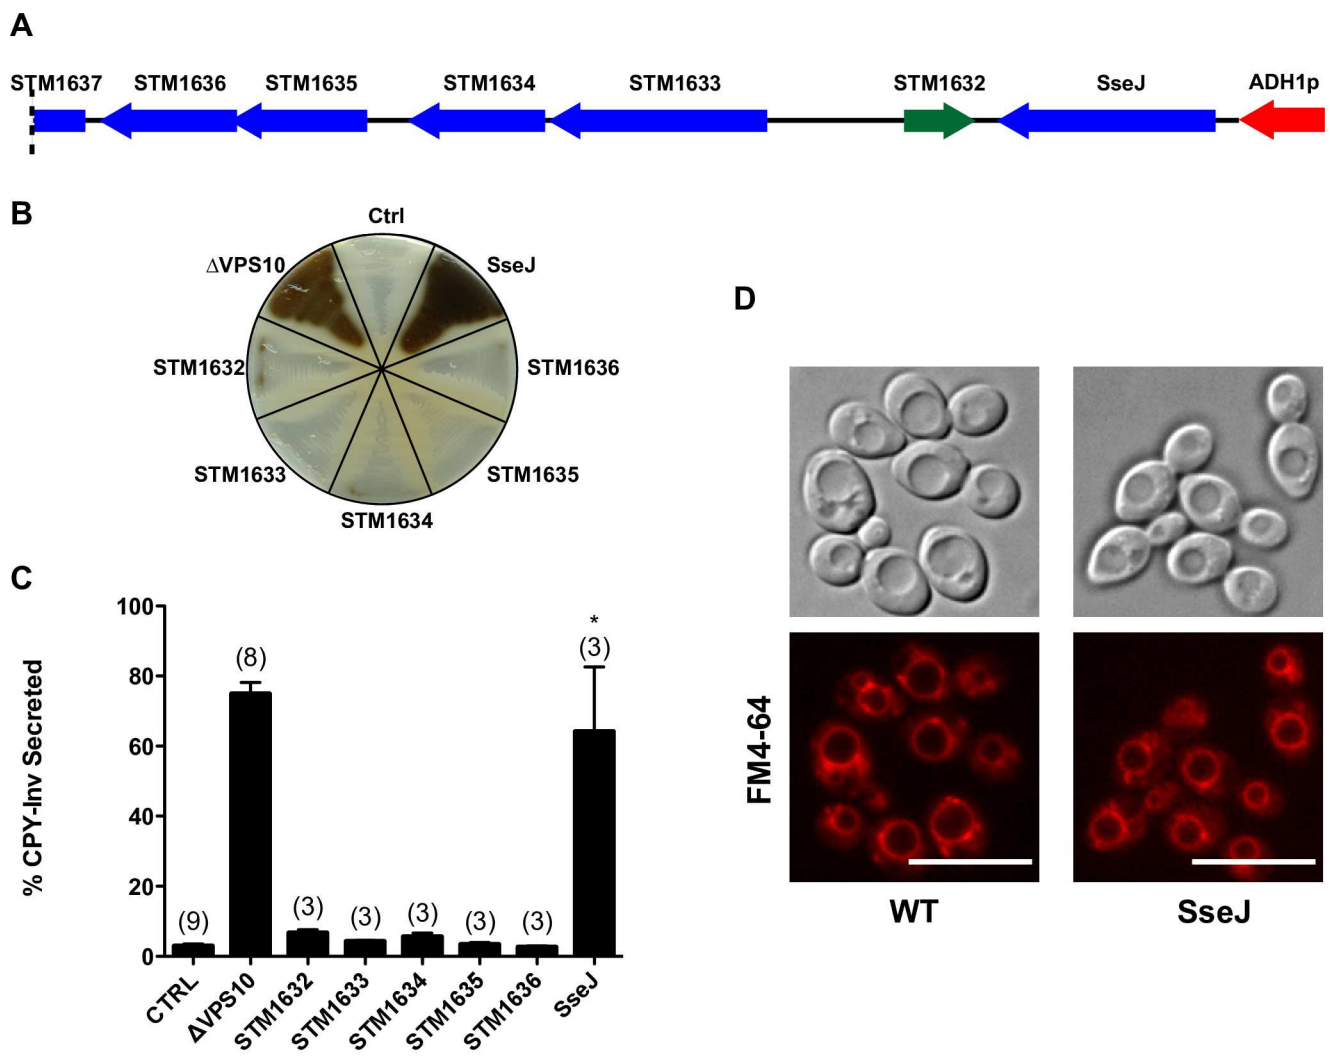 A
STM1637 STM1636 STM1635 STM1634 STM1633 STM1632 SseJ ADH1p
B
Ctrl
ΔVPS10 SseJ
STM1632 STM1636
STM1633 STM1635
STM1634
C
% CPY-Inv Secreted
100
80
60
40
20
0
(9) (8) (3) (3) (3) (3) (3) (3)
*
CTRL ΔVPS10 STM1632 STM1633 STM1634 STM1635 STM1636 SseJ
D
FM4-64
WT SseJ